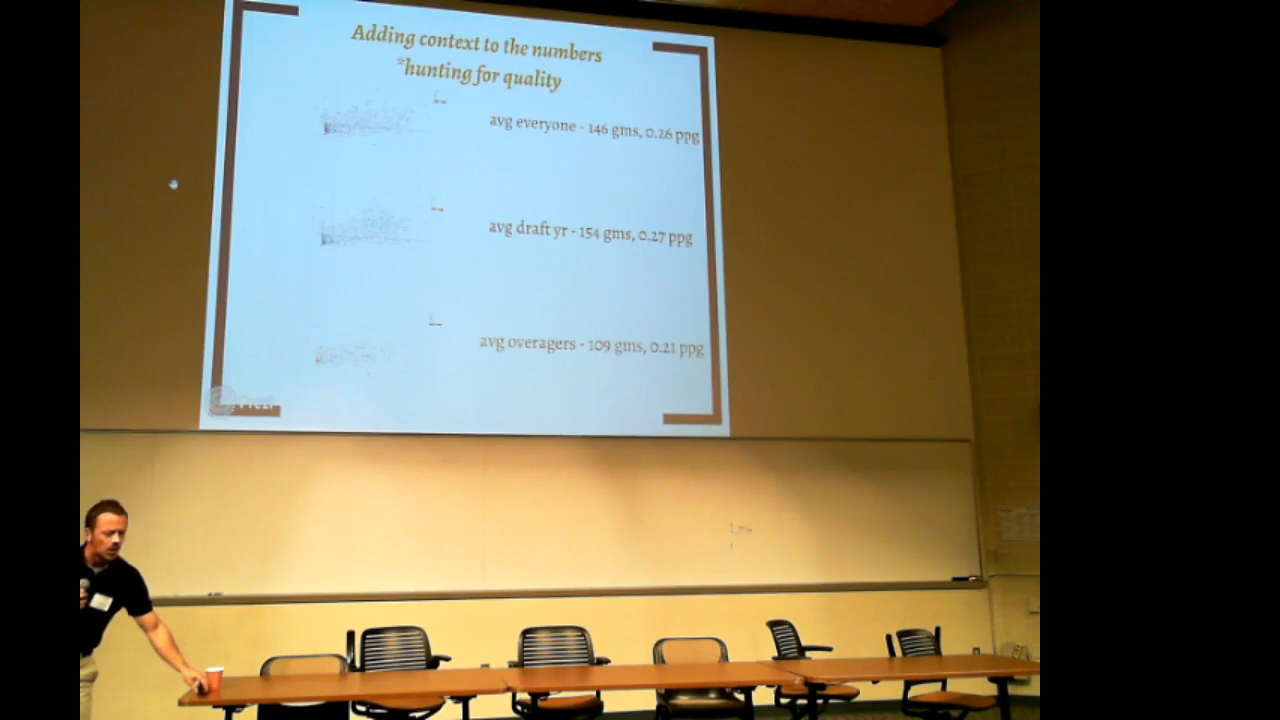 Adding context to the numbers
*hunting for quality
avg everyone - 146 gms, 0.26 ppg
avg draft yr - 154 gms, 0.27 ppg
avg overagers - 109 gms, 0.21 ppg